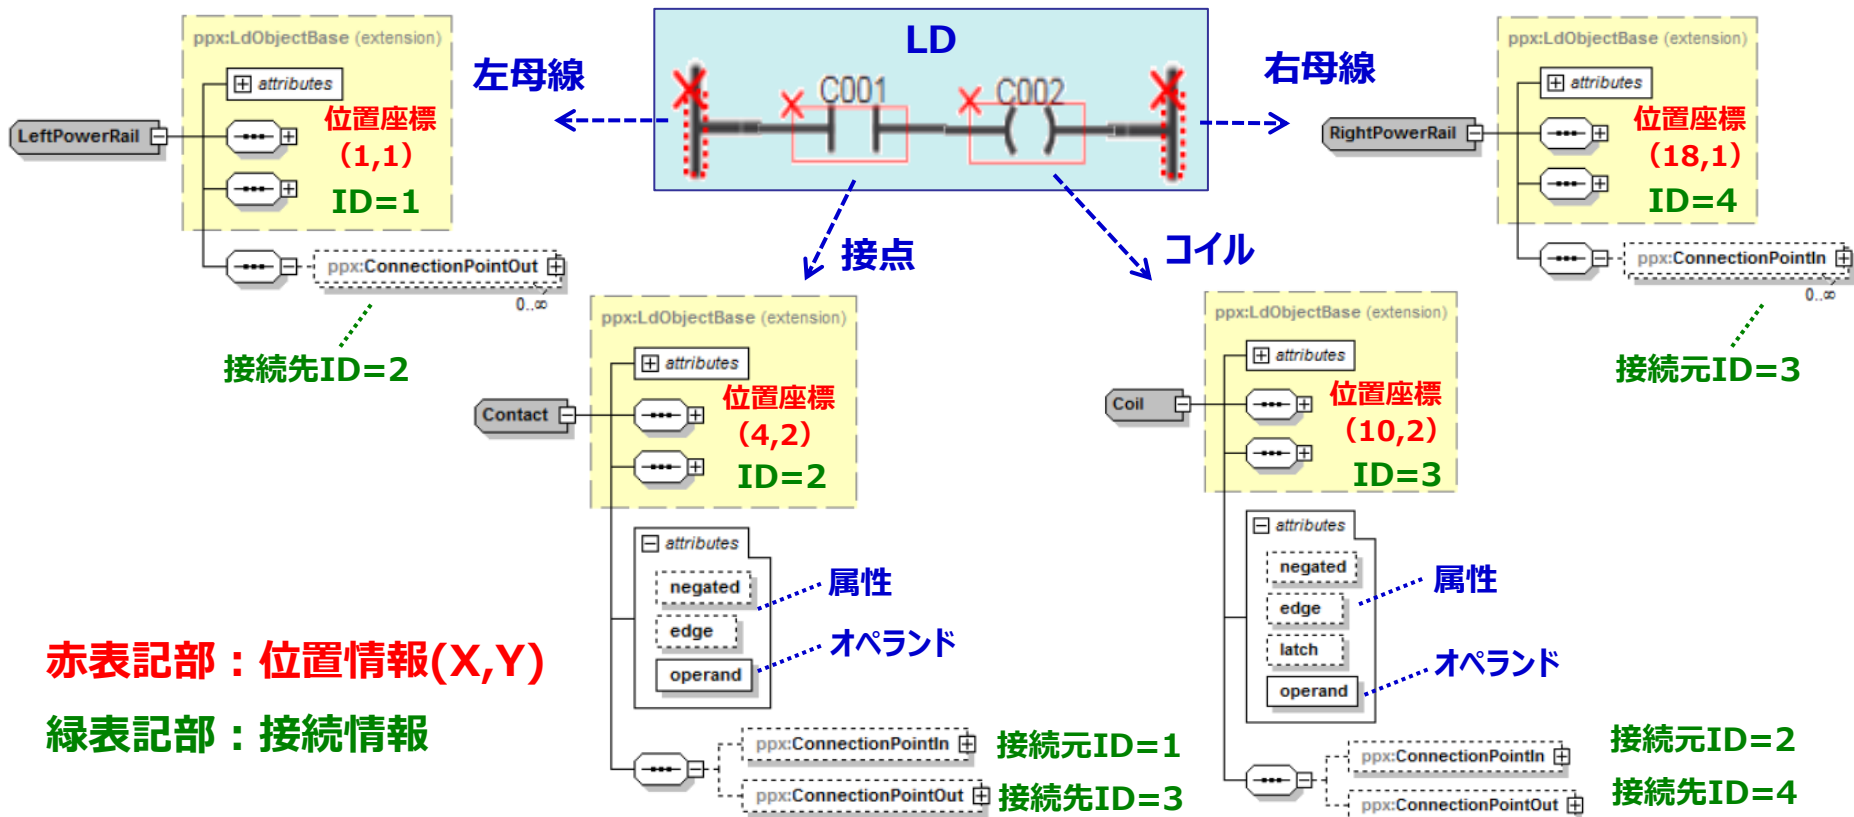 LD
C001
C002
左母線
右母線
接点
コイル
ppx:LdObjectBase (extension)
attributes
LeftPowerRail
位置座標
（1,1）
ID=1
ppx:ConnectionPointOut
0..∞
接続先ID=2
ppx:LdObjectBase (extension)
attributes
RightPowerRail
位置座標
（18,1）
ID=4
ppx:ConnectionPointIn
0..∞
接続元ID=3
ppx:LdObjectBase (extension)
attributes
Contact
位置座標
（4,2）
ID=2
attributes
negated
属性
edge
operand
オペランド
ppx:ConnectionPointIn
接続元ID=1
ppx:ConnectionPointOut
接続先ID=3
ppx:LdObjectBase (extension)
attributes
Coil
位置座標
（10,2）
ID=3
attributes
negated
属性
edge
latch
operand
オペランド
ppx:ConnectionPointIn
接続元ID=2
ppx:ConnectionPointOut
接続先ID=4
赤表記部：位置情報(X,Y)
緑表記部：接続情報